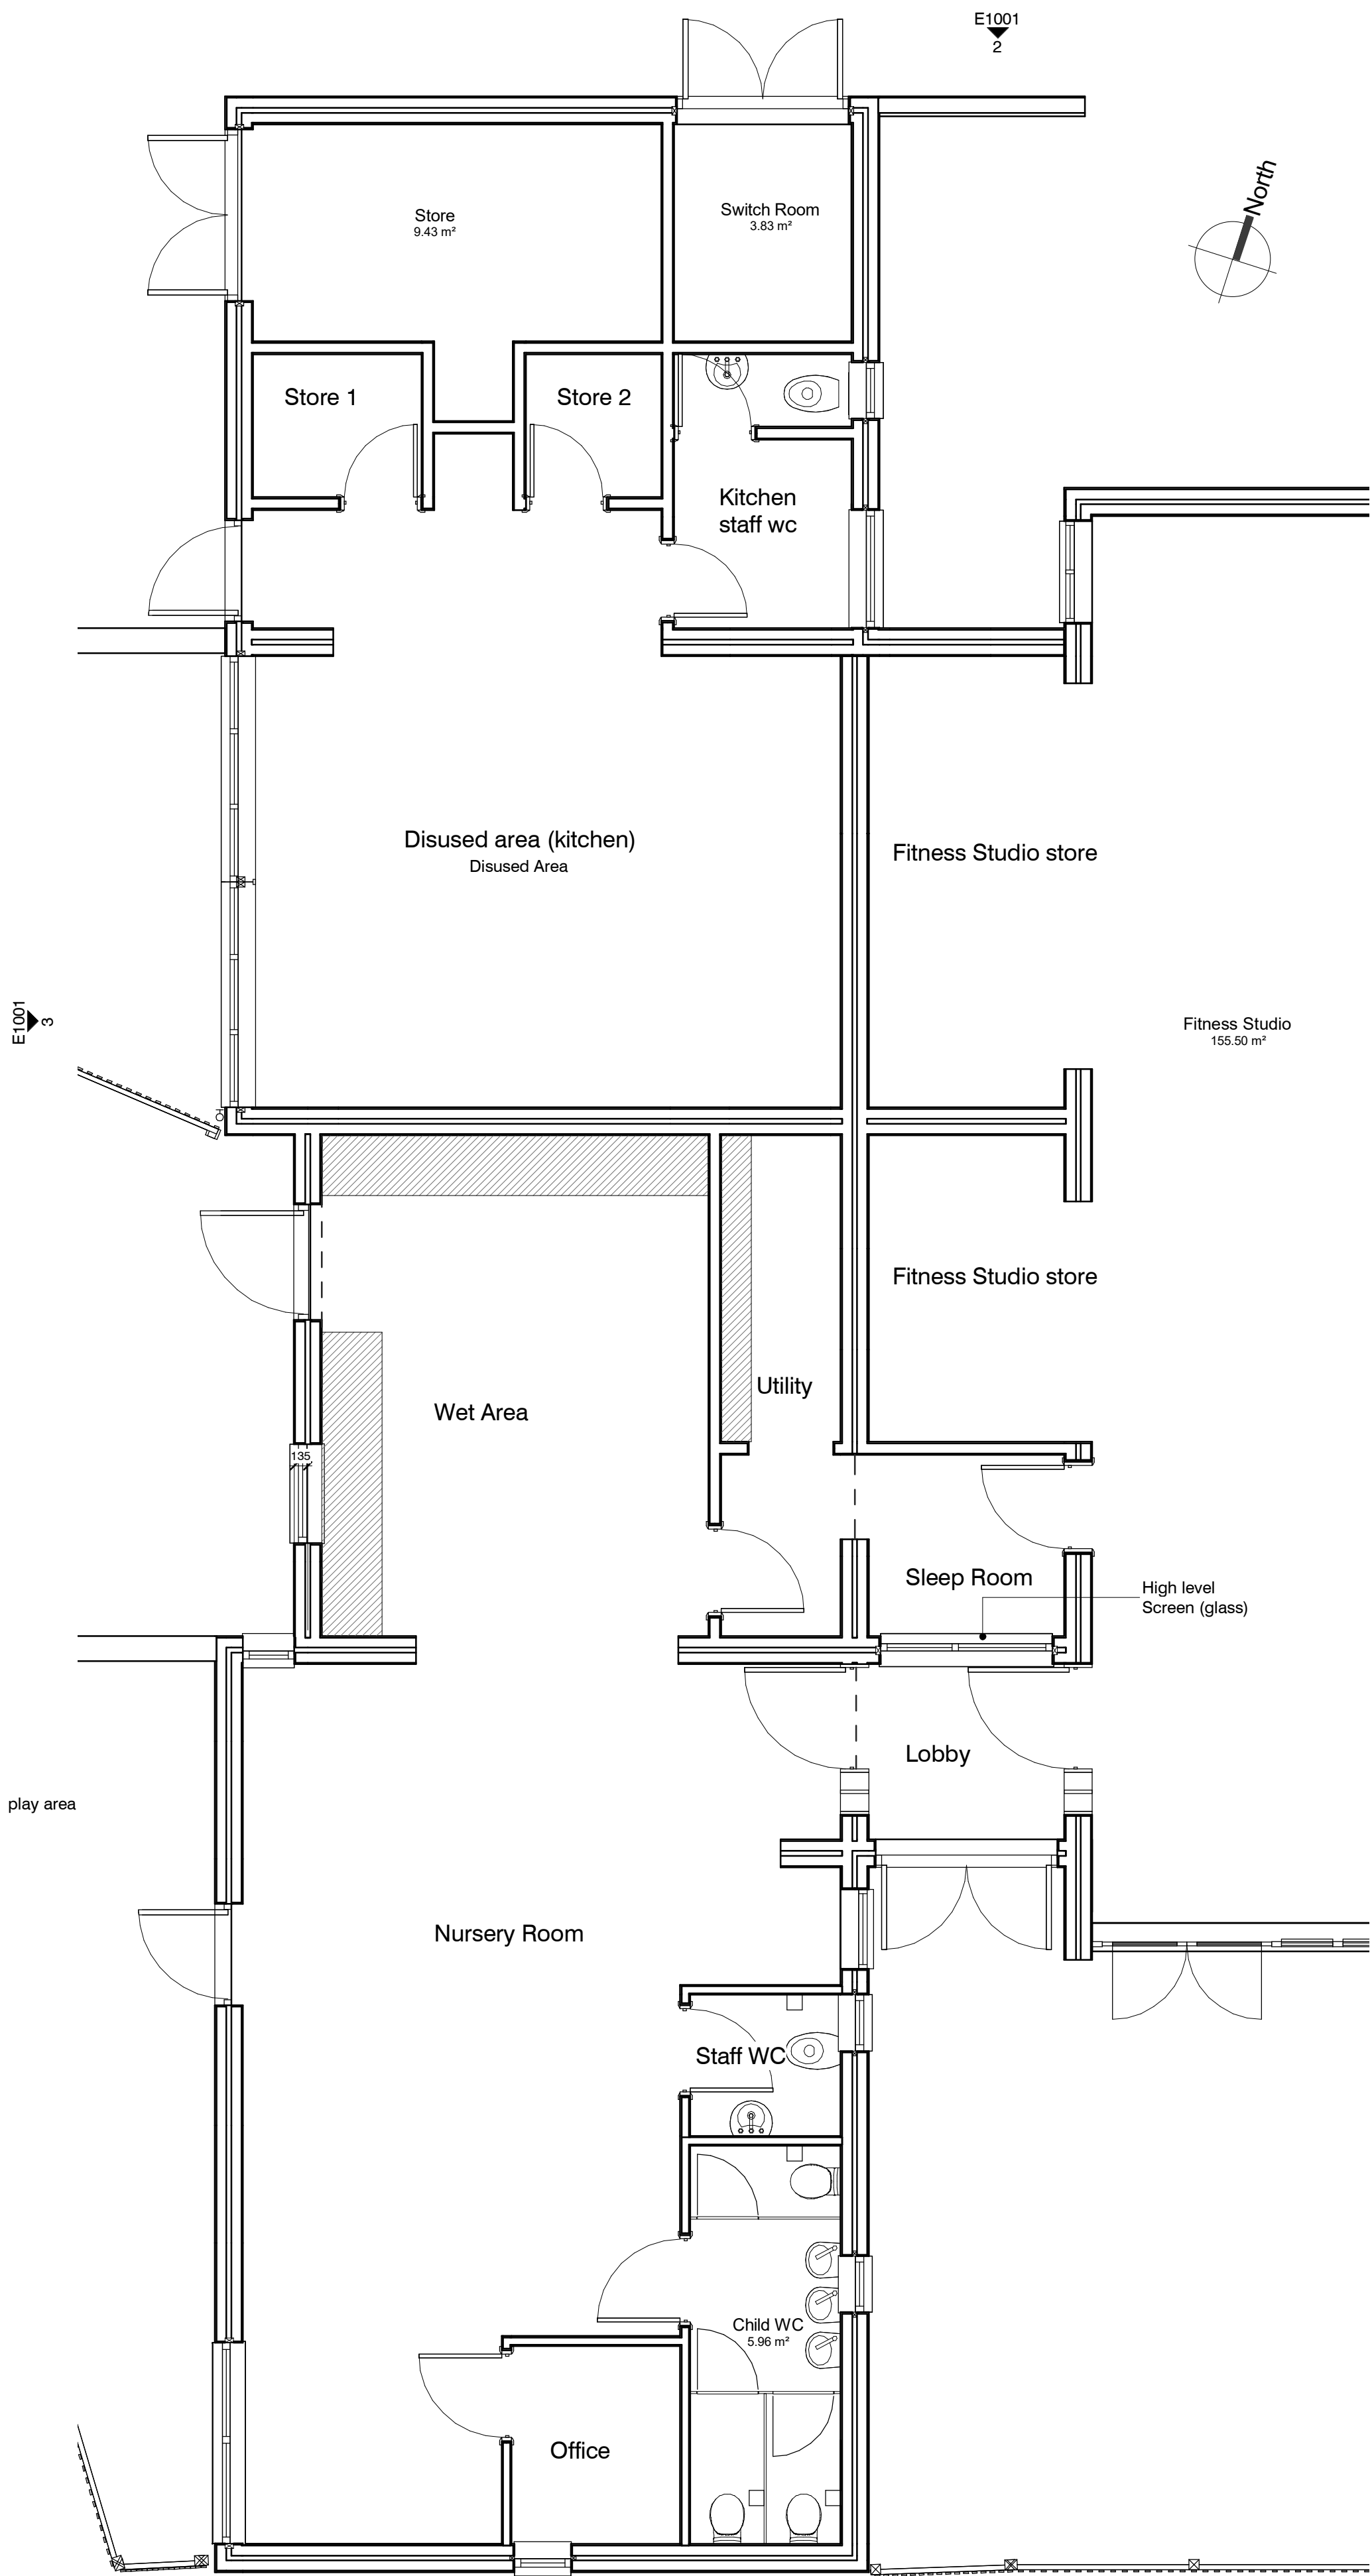 E1001
2
North
Store
9.43 m²
Switch Room
3.83 m²
Store 1
Store 2
Kitchen
staff wc
Disused area (kitchen)
Disused Area
Fitness Studio store
E1001
3
Fitness Studio
155.50 m²
Fitness Studio store
Utility
Wet Area
135
Sleep Room
High level
Screen (glass)
Lobby
play area
Nursery Room
Staff WC
Child WC
5.96 m²
Office